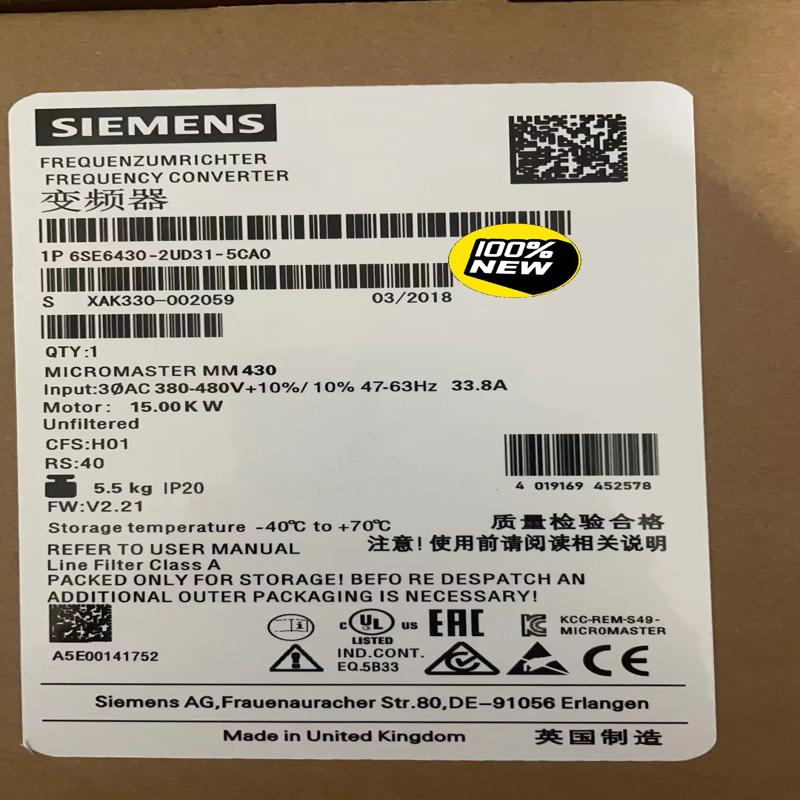 SIEMENS
FREQUENZUMRICHTER
FREQUENCY CONVERTER
变频器
1P 6SE6430-2UD31-5CA0
100%
NEW
S XAK330-002059 03/2018
QTY:1
MICROMASTER MM430
Input:3ØAC 380-480V+10%/ 10% 47-63Hz 33.8A
Motor: 15.00KW
Unfiltered
CFS:H01
RS:40
5.5 kg IP20
4 019169 452578
FW:V2.21
Storage temperature -40℃ to +70℃
质量检验合格
REFER TO USER MANUAL
注意!使用前请阅读相关说明
Line Filter Class A
PACKED ONLY FOR STORAGE! BEFO RE DESPATCH AN
ADDITIONAL OUTER PACKAGING IS NECESSARY!
A5E00141752
c UL us
LISTED
IND.CONT.
EQ.5B33
EAC
KCC-REM-S49-
MICROMASTER
CE
Siemens AG,Frauenauracher Str.80,DE-91056 Erlangen
Made in United Kingdom 英国制造